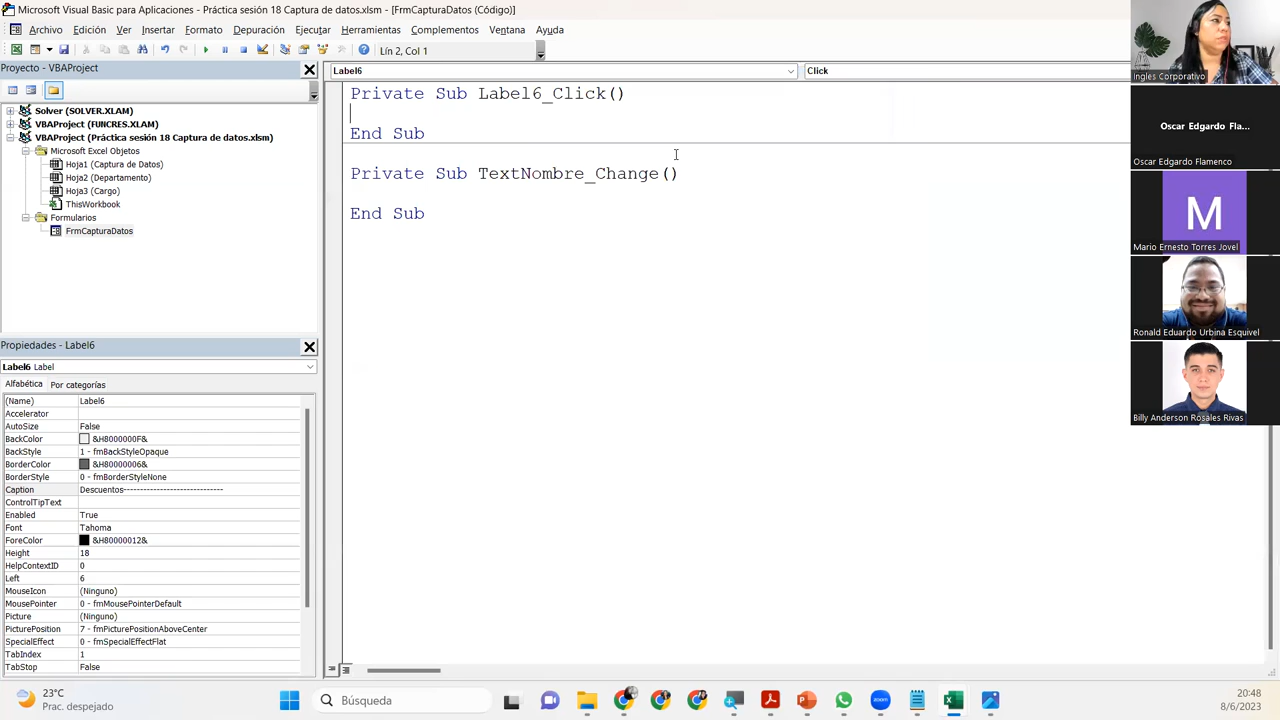 Microsoft Visual Basic para Aplicaciones - Práctica sesión 18 Captura de datos.xlsm - [FrmCapturaDatos (Código)]
Archivo Edición Ver Insertar Formato Depuración Ejecutar Herramientas Complementos Ventana Ayuda
Lín 2, Col 1
Proyecto - VBAProject
Solver (SOLVER.XLAM)
VBAProject (FUNCRES.XLAM)
VBAProject (Práctica sesión 18 Captura de datos.xlsm)
Microsoft Excel Objetos
Hoja1 (Captura de Datos)
Hoja2 (Departamento)
Hoja3 (Cargo)
ThisWorkbook
Formularios
FrmCapturaDatos
Propiedades - Label6
Label6 Label
Alfabética Por categorías
(Name) Label6
Accelerator
AutoSize False
BackColor &H8000000F&
BackStyle 1 - fmBackStyleOpaque
BorderColor &H80000006&
BorderStyle 0 - fmBorderStyleNone
Caption Descuentos------------------------------
ControlTipText
Enabled True
Font Tahoma
ForeColor &H80000012&
Height 18
HelpContextID 0
Left 6
MouseIcon (Ninguno)
MousePointer 0 - fmMousePointerDefault
Picture (Ninguno)
PicturePosition 7 - fmPicturePositionAboveCenter
SpecialEffect 0 - fmSpecialEffectFlat
TabIndex 1
TabStop False
Label6 Click
Private Sub Label6_Click()
End Sub
Private Sub TextNombre_Change()
End Sub
Ingles Corporativo
Oscar Edgardo Fla...
Oscar Edgardo Flamenco
M
Mario Ernesto Torres Jovel
Ronald Eduardo Urbina Esquivel
Billy Anderson Rosales Rivas
23°C
Prac. despejado
Búsqueda
20:48
8/6/2023